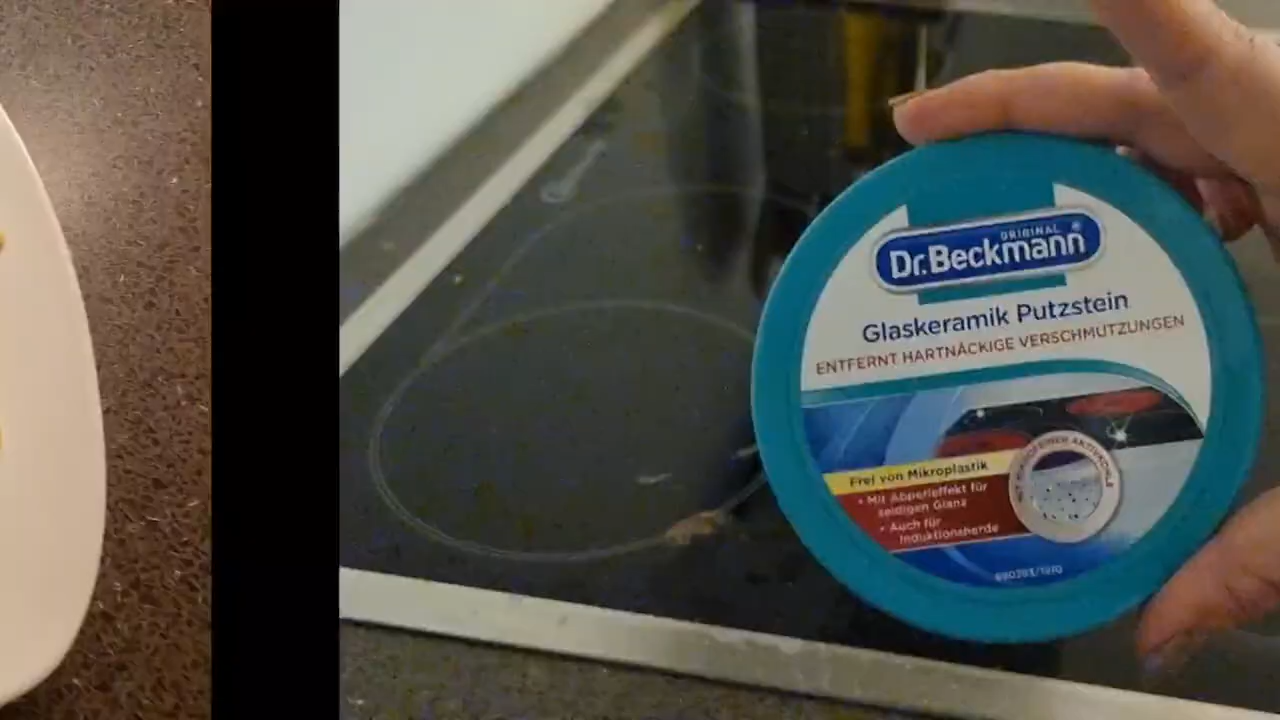 ORIGINAL
Dr.Beckmann®
Glaskeramik Putzstein
ENTFERNT HARTNÄCKIGE VERSCHMUTZUNGEN
Frei von Mikroplastik
• Mit Abperleffekt für
seidigen Glanz
• Auch für
Induktionsherde